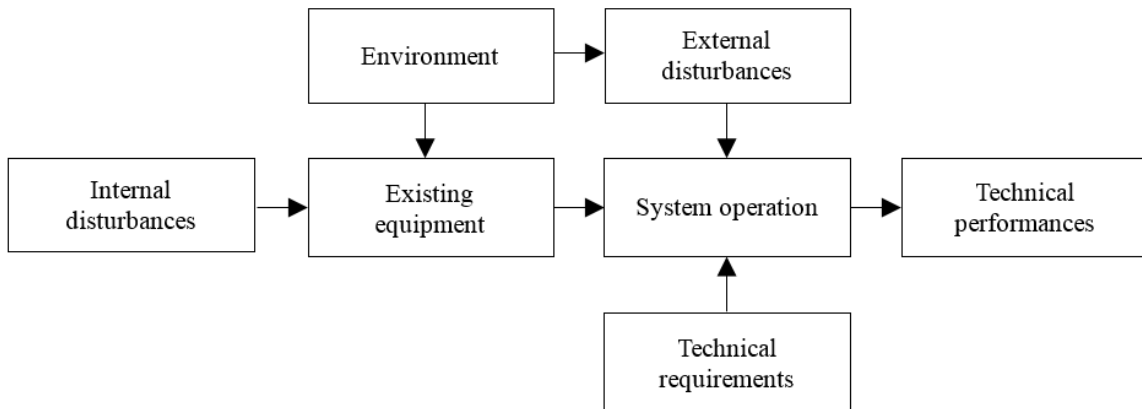 Environment
External
disturbances
Internal
disturbances
Existing
equipment
System operation
Technical
performances
Technical
requirements